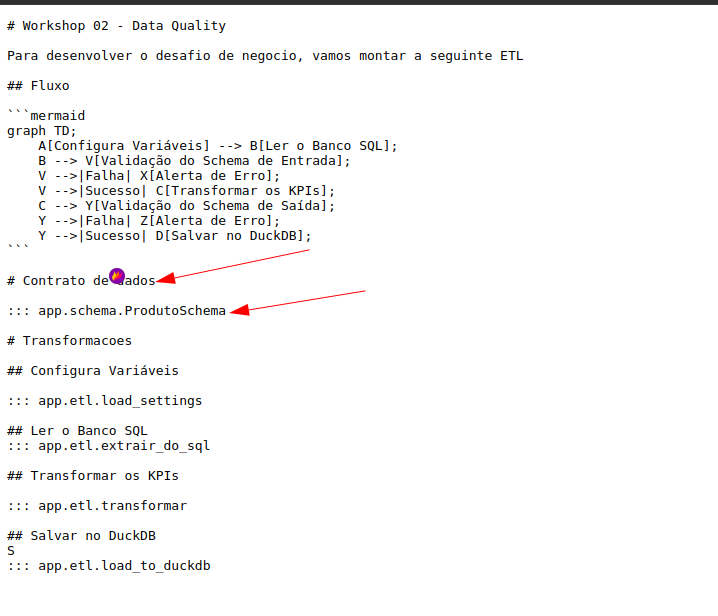 # Workshop 02 - Data Quality
Para desenvolver o desafio de negocio, vamos montar a seguinte ETL
## Fluxo
```mermaid
graph TD;
    A[Configura Variáveis] --> B[Ler o Banco SQL];
    B --> V[Validação do Schema de Entrada];
    V -->|Falha| X[Alerta de Erro];
    V -->|Sucesso| C[Transformar os KPIs];
    C --> Y[Validação do Schema de Saída];
    Y -->|Falha| Z[Alerta de Erro];
    Y -->|Sucesso| D[Salvar no DuckDB];
```
# Contrato de dados
::: app.schema.ProdutoSchema
# Transformacoes
## Configura Variáveis
::: app.etl.load_settings
## Ler o Banco SQL
::: app.etl.extrair_do_sql
## Transformar os KPIs
::: app.etl.transformar
## Salvar no DuckDB
S
::: app.etl.load_to_duckdb